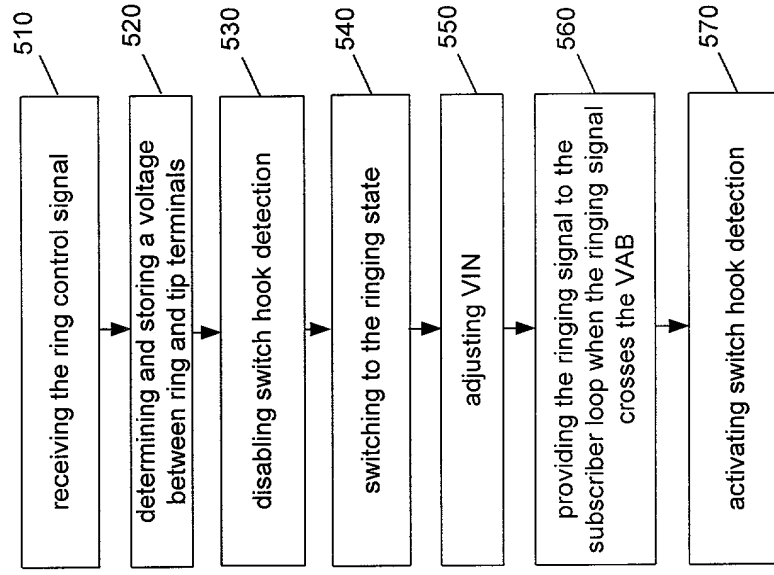 510
receiving the ring control signal
520
determining and storing a voltage
between ring and tip terminals
530
disabling switch hook detection
540
switching to the ringing state
550
adjusting VIN
560
providing the ringing signal to the
subscriber loop when the ringing signal
crosses the VAB
570
activating switch hook detection